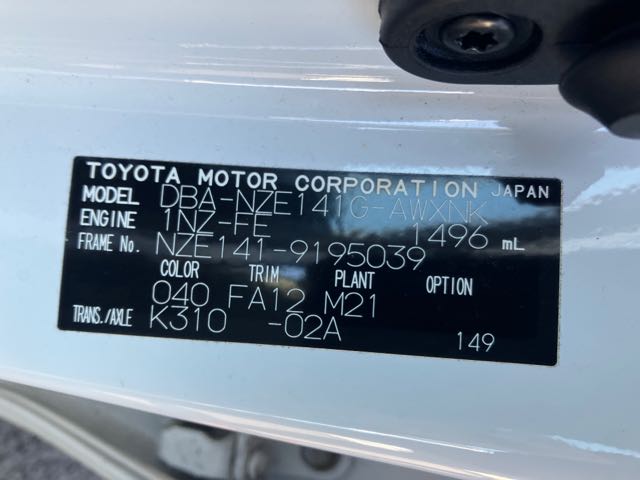 TOYOTA MOTOR CORPORATION JAPAN
MODEL DBA-NZE141G-AWXNK
ENGINE 1NZ-FE 1496 mL
FRAME No. NZE141-9195039
COLOR TRIM PLANT OPTION
040 FA12 M21
TRANS./AXLE K310 -02A
149